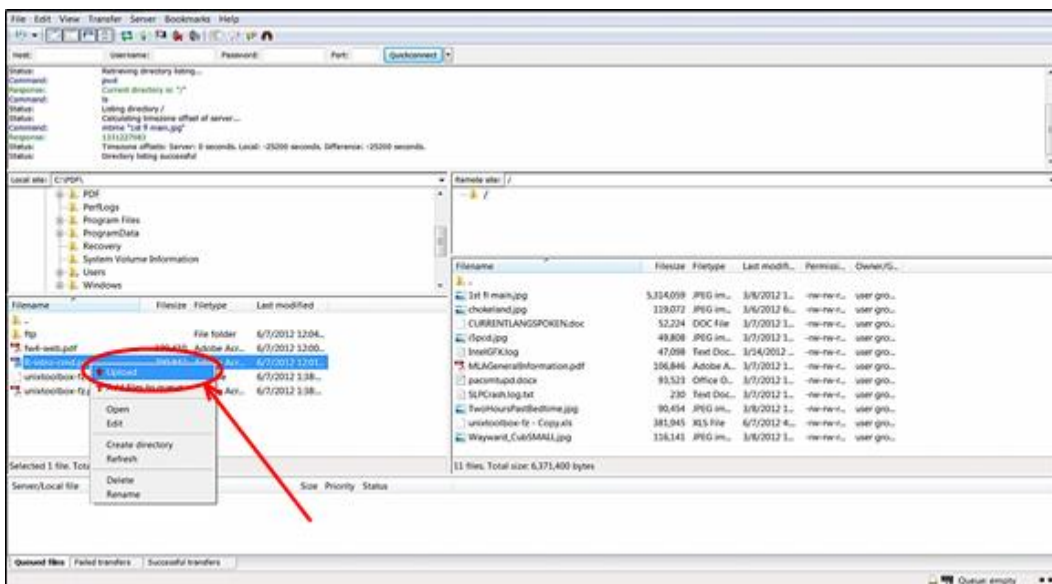 File Edit View Transfer Server Bookmarks Help
Host: Username: Password: Port: Quickconnect
Status: Retrieving directory listing...
Command: pwd
Response: Current directory is: "/"
Command: ls
Status: Listing directory /
Status: Calculating timezone offset of server...
Command: mtime "1st fl main.jpg"
Response: 1331227083
Status: Timezone offsets: Server: 0 seconds. Local: -25200 seconds. Difference: -25200 seconds.
Status: Directory listing successful
Local site: C:\PDF\
PDF
PerfLogs
Program Files
ProgramData
Recovery
System Volume Information
Users
Windows
Filename Filesize Filetype Last modified
..
ftp File folder 6/7/2012 12:04...
fw4-web.pdf Adobe Acr... 6/7/2012 12:00...
6/7/2012 12:01...
unixtoolbox-fz 6/7/2012 1:38...
unixtoolbox-fz.p Acr... 6/7/2012 1:38...
Upload
Add files to queue
Open
Edit
Create directory
Refresh
Delete
Rename
Selected 1 file. Tota
Remote site: /
/
Filename Filesize Filetype Last modifi... Permissi... Owner/G...
..
1st fl main.jpg 5,314,059 JPEG im... 3/8/2012 1... -rw-rw-r... user gro...
chokeland.jpg 119,072 JPEG im... 3/6/2012 6... -rw-rw-r... user gro...
CURRENTLANGSPOKEN.doc 52,224 DOC File 3/7/2012 1... -rw-rw-r... user gro...
iSpcd.jpg 49,808 JPEG im... 3/7/2012 1... -rw-rw-r... user gro...
IntelGFX.log 47,098 Text Doc... 3/14/2012 ... -rw-rw-r... user gro...
MLAGeneralInformation.pdf 106,846 Adobe A... 3/7/2012 1... -rw-rw-r... user gro...
pacomtupd.docx 93,523 Office O... 3/7/2012 1... -rw-rw-r... user gro...
SLPCrash.log.txt 230 Text Doc... 3/8/2012 1... -rw-rw-r... user gro...
TwoHoursPastBedtime.jpg 90,454 JPEG im... 3/8/2012 1... -rw-rw-r... user gro...
unixtoolbox-fz - Copy.xls 381,945 XLS File 6/7/2012 4... -rw-rw-r... user gro...
Wayward_CubSMALL.jpg 116,141 JPEG im... 3/8/2012 1... -rw-rw-r... user gro...
11 files. Total size: 6,371,400 bytes
Server/Local file Size Priority Status
Queued files Failed transfers Successful transfers
Queue: empty